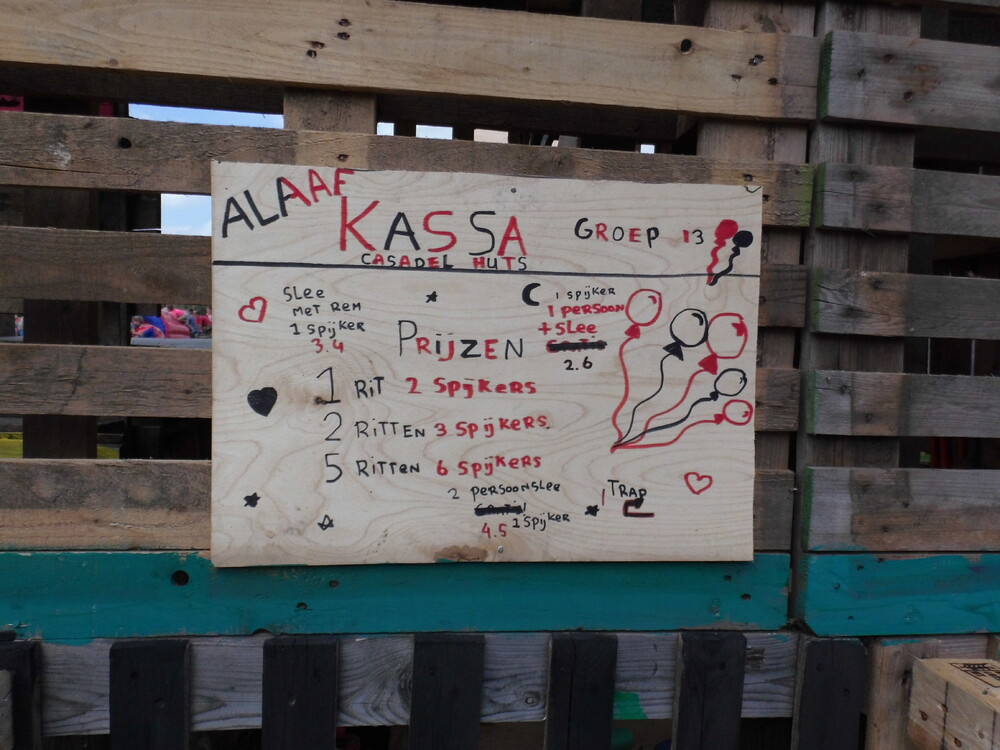 ALAAF
KASSA
CASADEL HUTS
GROEP 13
SLEE
MET REM
1 SPIJKER
3.4
1 SPIJKER
1 PERSOON
+ SLEE
2.6
PRIJZEN
1 RIT 2 SPIJKERS
2 RITTEN 3 SPIJKERS.
5 RITTEN 6 SPIJKERS
2 PERSOONSLEE
1 SPIJKER
4.5
1 TRAP